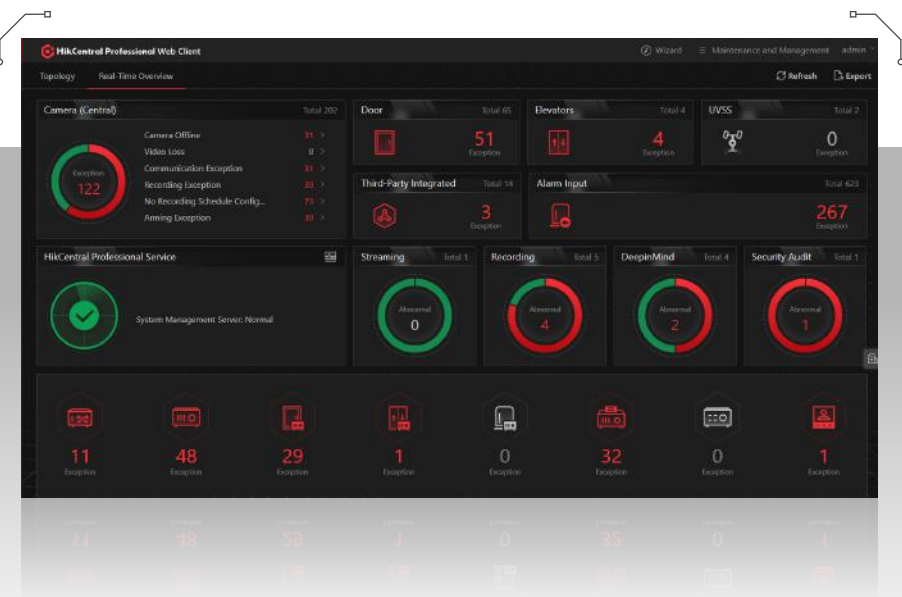 HikCentral Professional Web Client
Wizard
Maintenance and Management
admin
Topology
Real-Time Overview
Refresh
Export
Camera (Central)
Total 202
Exception
122
Camera Offline 31 >
Video Loss 0 >
Communication Exception 31 >
Recording Exception 39 >
No Recording Schedule Config... 73 >
Arming Exception
Door
Total 65
51
Exception
Elevators
Total 4
4
Exception
UVSS
Total 2
0
Exception
Third-Party Integrated
Total 14
3
Exception
Alarm Input
Total 623
267
Exception
HikCentral Professional Service
System Management Server: Normal
Streaming
Total 1
Abnormal
0
Recording
Total 5
Abnormal
4
DeepinMind
Total 4
Abnormal
2
Security Audit
Total 1
Abnormal
1
11
Exception
48
Exception
29
Exception
1
Exception
0
Exception
32
Exception
0
Exception
1
Exception